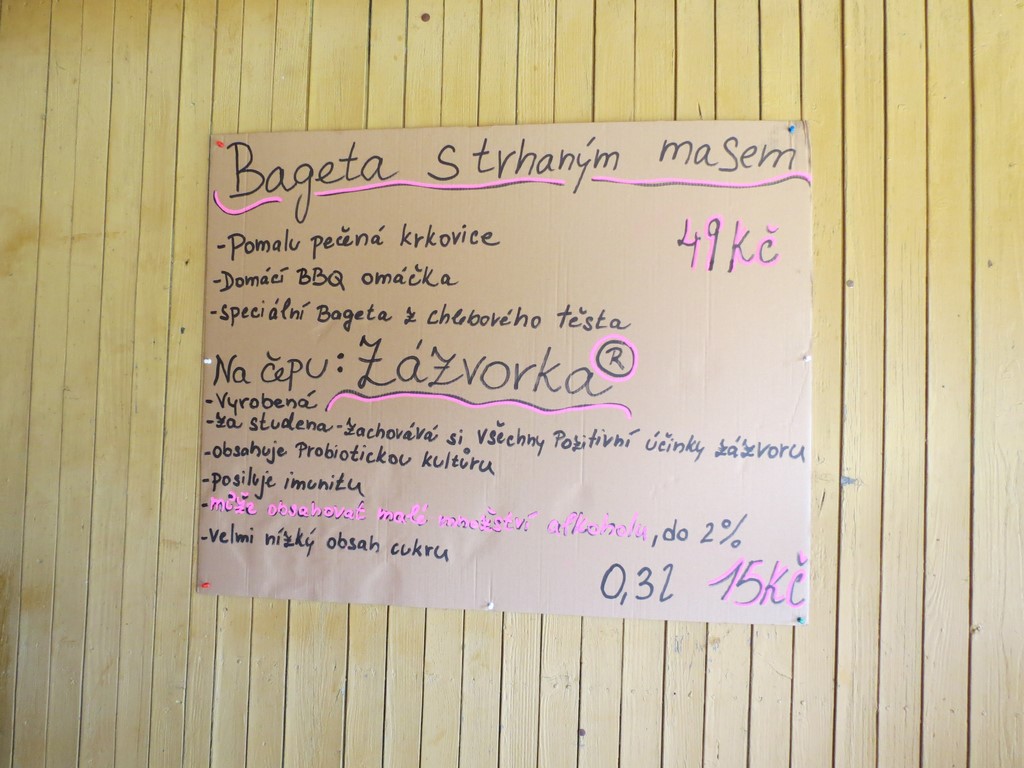 Bageta s trhaným masem
-Pomalu pečená krkovice 49Kč
-Domácí BBQ omáčka
-speciální Bageta z chlebového těsta
Na čepu: Zázvorka ®
-Vyrobená
-za studena-zachovává si všechny Pozitivní účinky zázvoru
-obsahuje Probiotickou kultůru
-posiluje imunitu
-může obsahovat malé množství alkoholu, do 2%
-velmi nízký obsah cukru
0,3l 15Kč